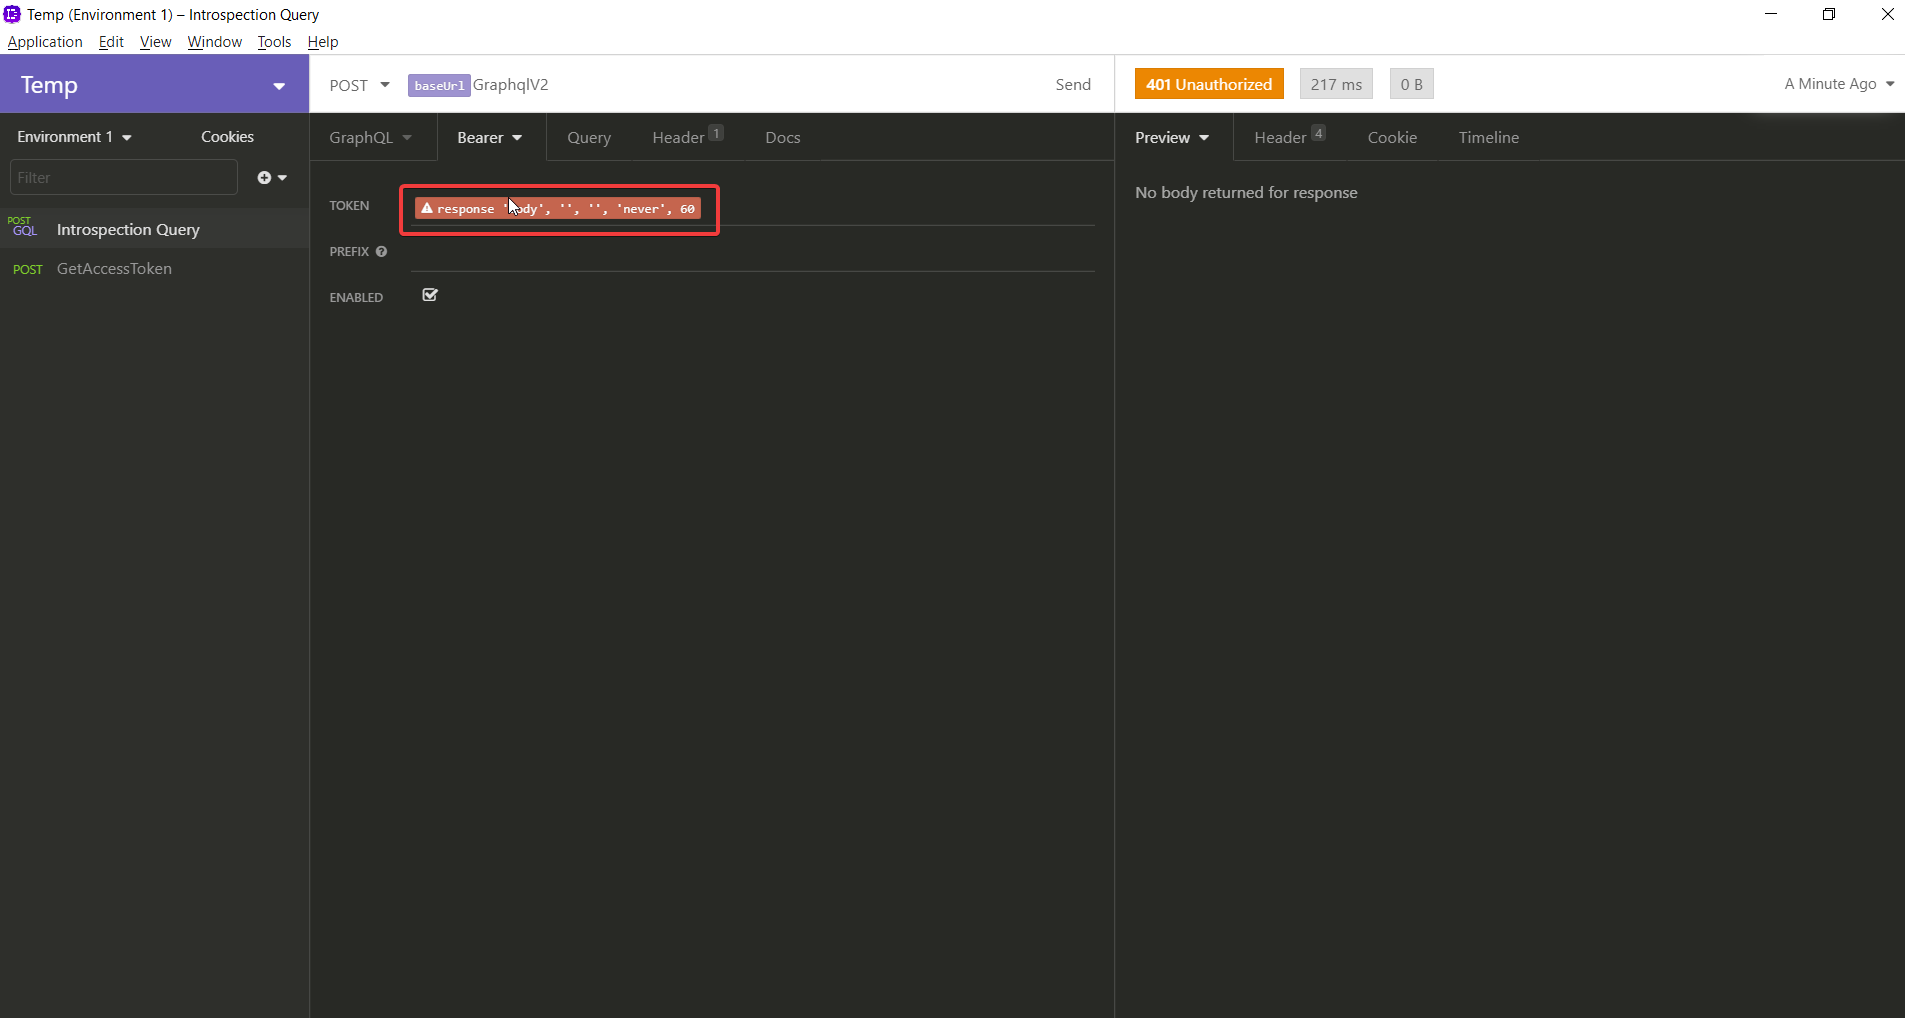 Temp (Environment 1) – Introspection Query
Application Edit View Window Tools Help
Temp
POST baseUrl GraphqlV2 Send
401 Unauthorized 217 ms 0 B A Minute Ago
Environment 1 Cookies
GraphQL Bearer Query Header 1 Docs
Preview Header 4 Cookie Timeline
Filter
TOKEN response 'body', '', '', 'never', 60
No body returned for response
POST GQL Introspection Query
PREFIX
POST GetAccessToken
ENABLED